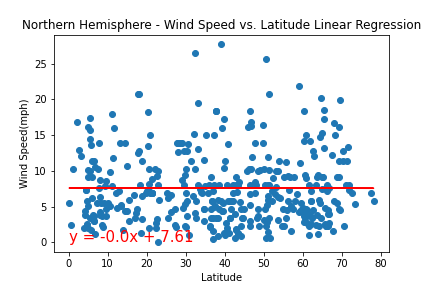 Northern Hemisphere - Wind Speed vs. Latitude Linear Regression
25
20
15
10
5
0
Wind Speed(mph)
y = -0.0x + 7.61
0 10 20 30 40 50 60 70 80
Latitude